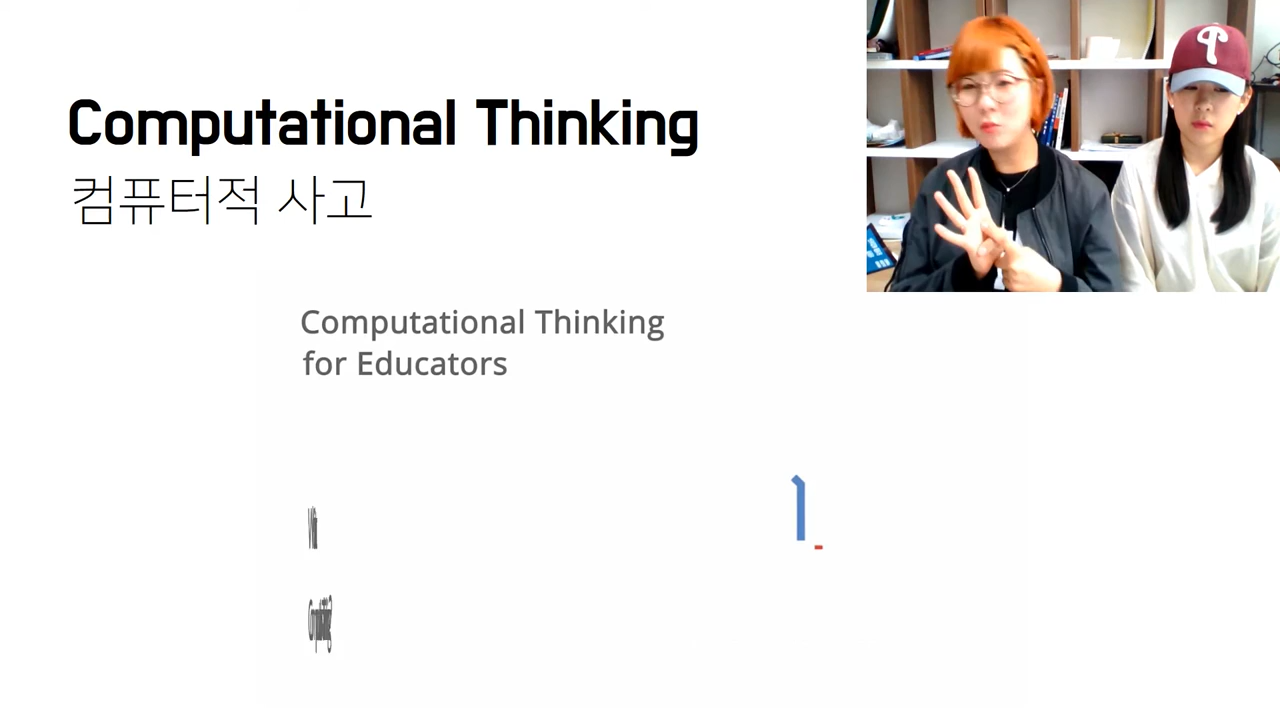 Computational Thinking
컴퓨터적 사고
Computational Thinking
for Educators
P